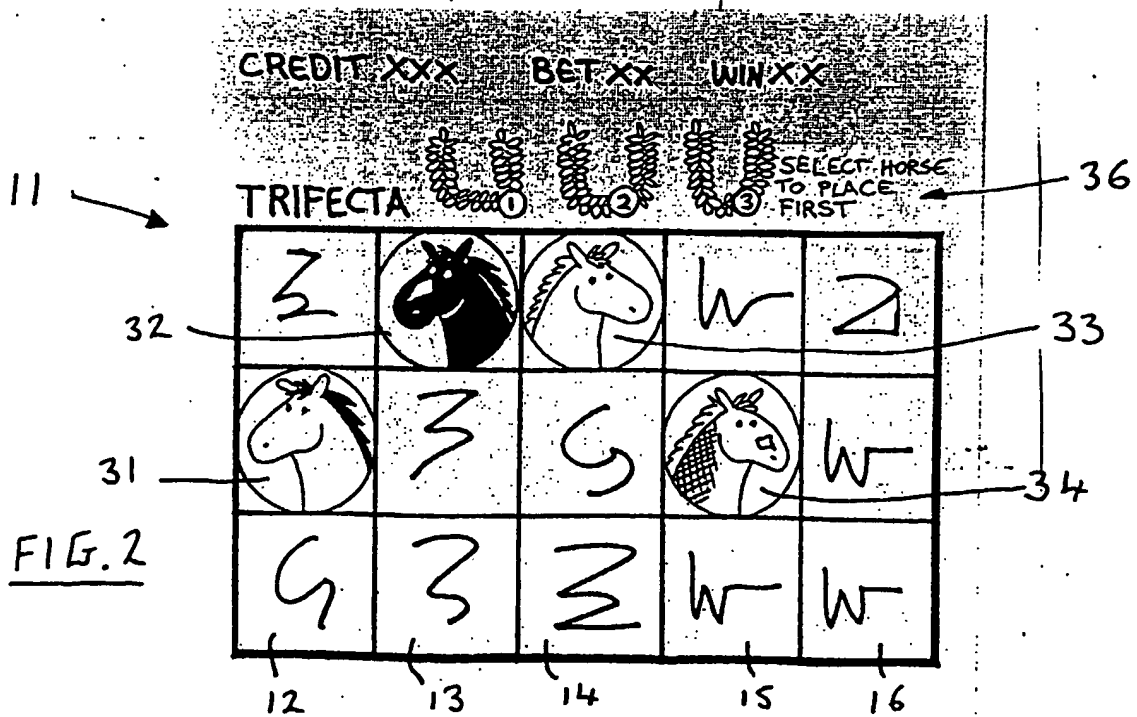 CREDIT XXX BET XX WIN XX
SELECT HORSE
TO PLACE
FIRST
36
11
TRIFECTA 1 2 3
32
33
31
34
FIG. 2
12 13 14 15 16